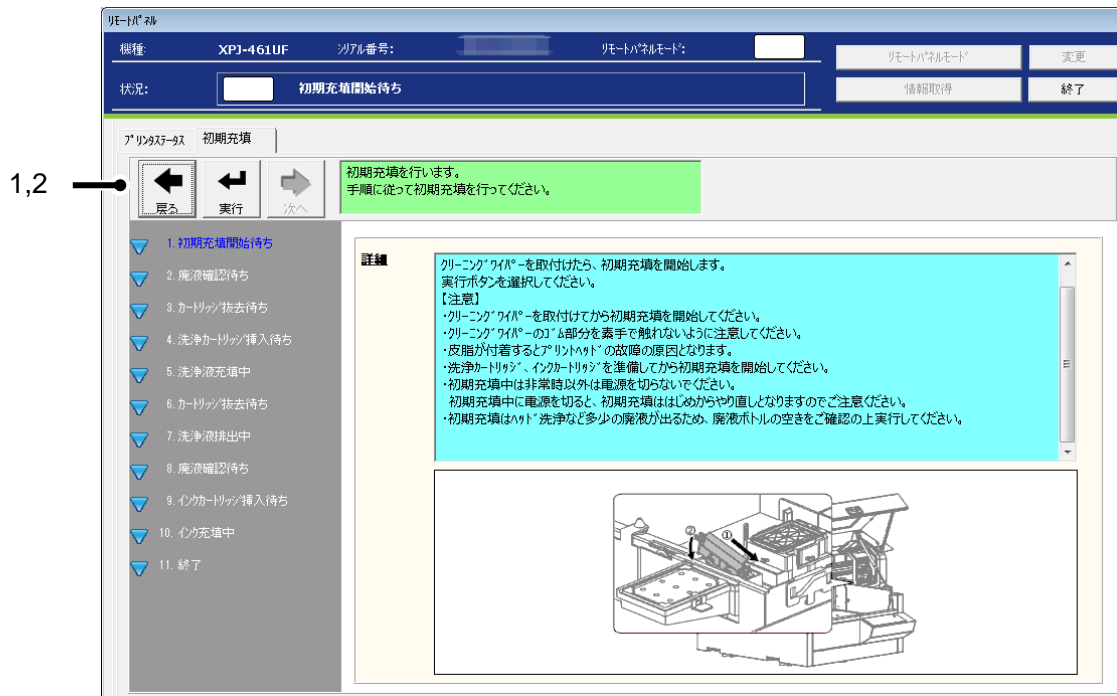 ﾘﾓｰﾄﾊﾟﾈﾙ
機種: XPJ-461UF ｼﾘｱﾙ番号: ﾘﾓｰﾄﾊﾟﾈﾙﾓｰﾄﾞ:
ﾘﾓｰﾄﾊﾟﾈﾙﾓｰﾄﾞ 変更
状況: 初期充填開始待ち
情報取得 終了
ﾌﾟﾘﾝﾀｽﾃｰﾀｽ 初期充填
1,2
戻る 実行 次へ
初期充填を行います。
手順に従って初期充填を行ってください。
1. 初期充填開始待ち
2. 廃液確認待ち
3. ｶｰﾄﾘｯｼﾞ抜去待ち
4. 洗浄ｶｰﾄﾘｯｼﾞ挿入待ち
5. 洗浄液充填中
6. ｶｰﾄﾘｯｼﾞ抜去待ち
7. 洗浄液排出中
8. 廃液確認待ち
9. ｲﾝｸｶｰﾄﾘｯｼﾞ挿入待ち
10. ｲﾝｸ充填中
11. 終了
詳細
ｸﾘｰﾆﾝｸﾞﾜｲﾊﾟｰを取付けたら、初期充填を開始します。
実行ボタンを選択してください。
【注意】
・ｸﾘｰﾆﾝｸﾞﾜｲﾊﾟｰを取付けてから初期充填を開始してください。
・ｸﾘｰﾆﾝｸﾞﾜｲﾊﾟｰのｺﾞﾑ部分を素手で触れないように注意してください。
・皮脂が付着するとﾌﾟﾘﾝﾄﾍｯﾄﾞの故障の原因となります。
・洗浄ｶｰﾄﾘｯｼﾞ、ｲﾝｸｶｰﾄﾘｯｼﾞを準備してから初期充填を開始してください。
・初期充填中は非常時以外は電源を切らないでください。
初期充填中に電源を切ると、初期充填ははじめからやり直しとなりますのでご注意ください。
・初期充填はﾍｯﾄﾞ洗浄など多少の廃液が出るため、廃液ボトルの空きをご確認の上実行してください。
② ①